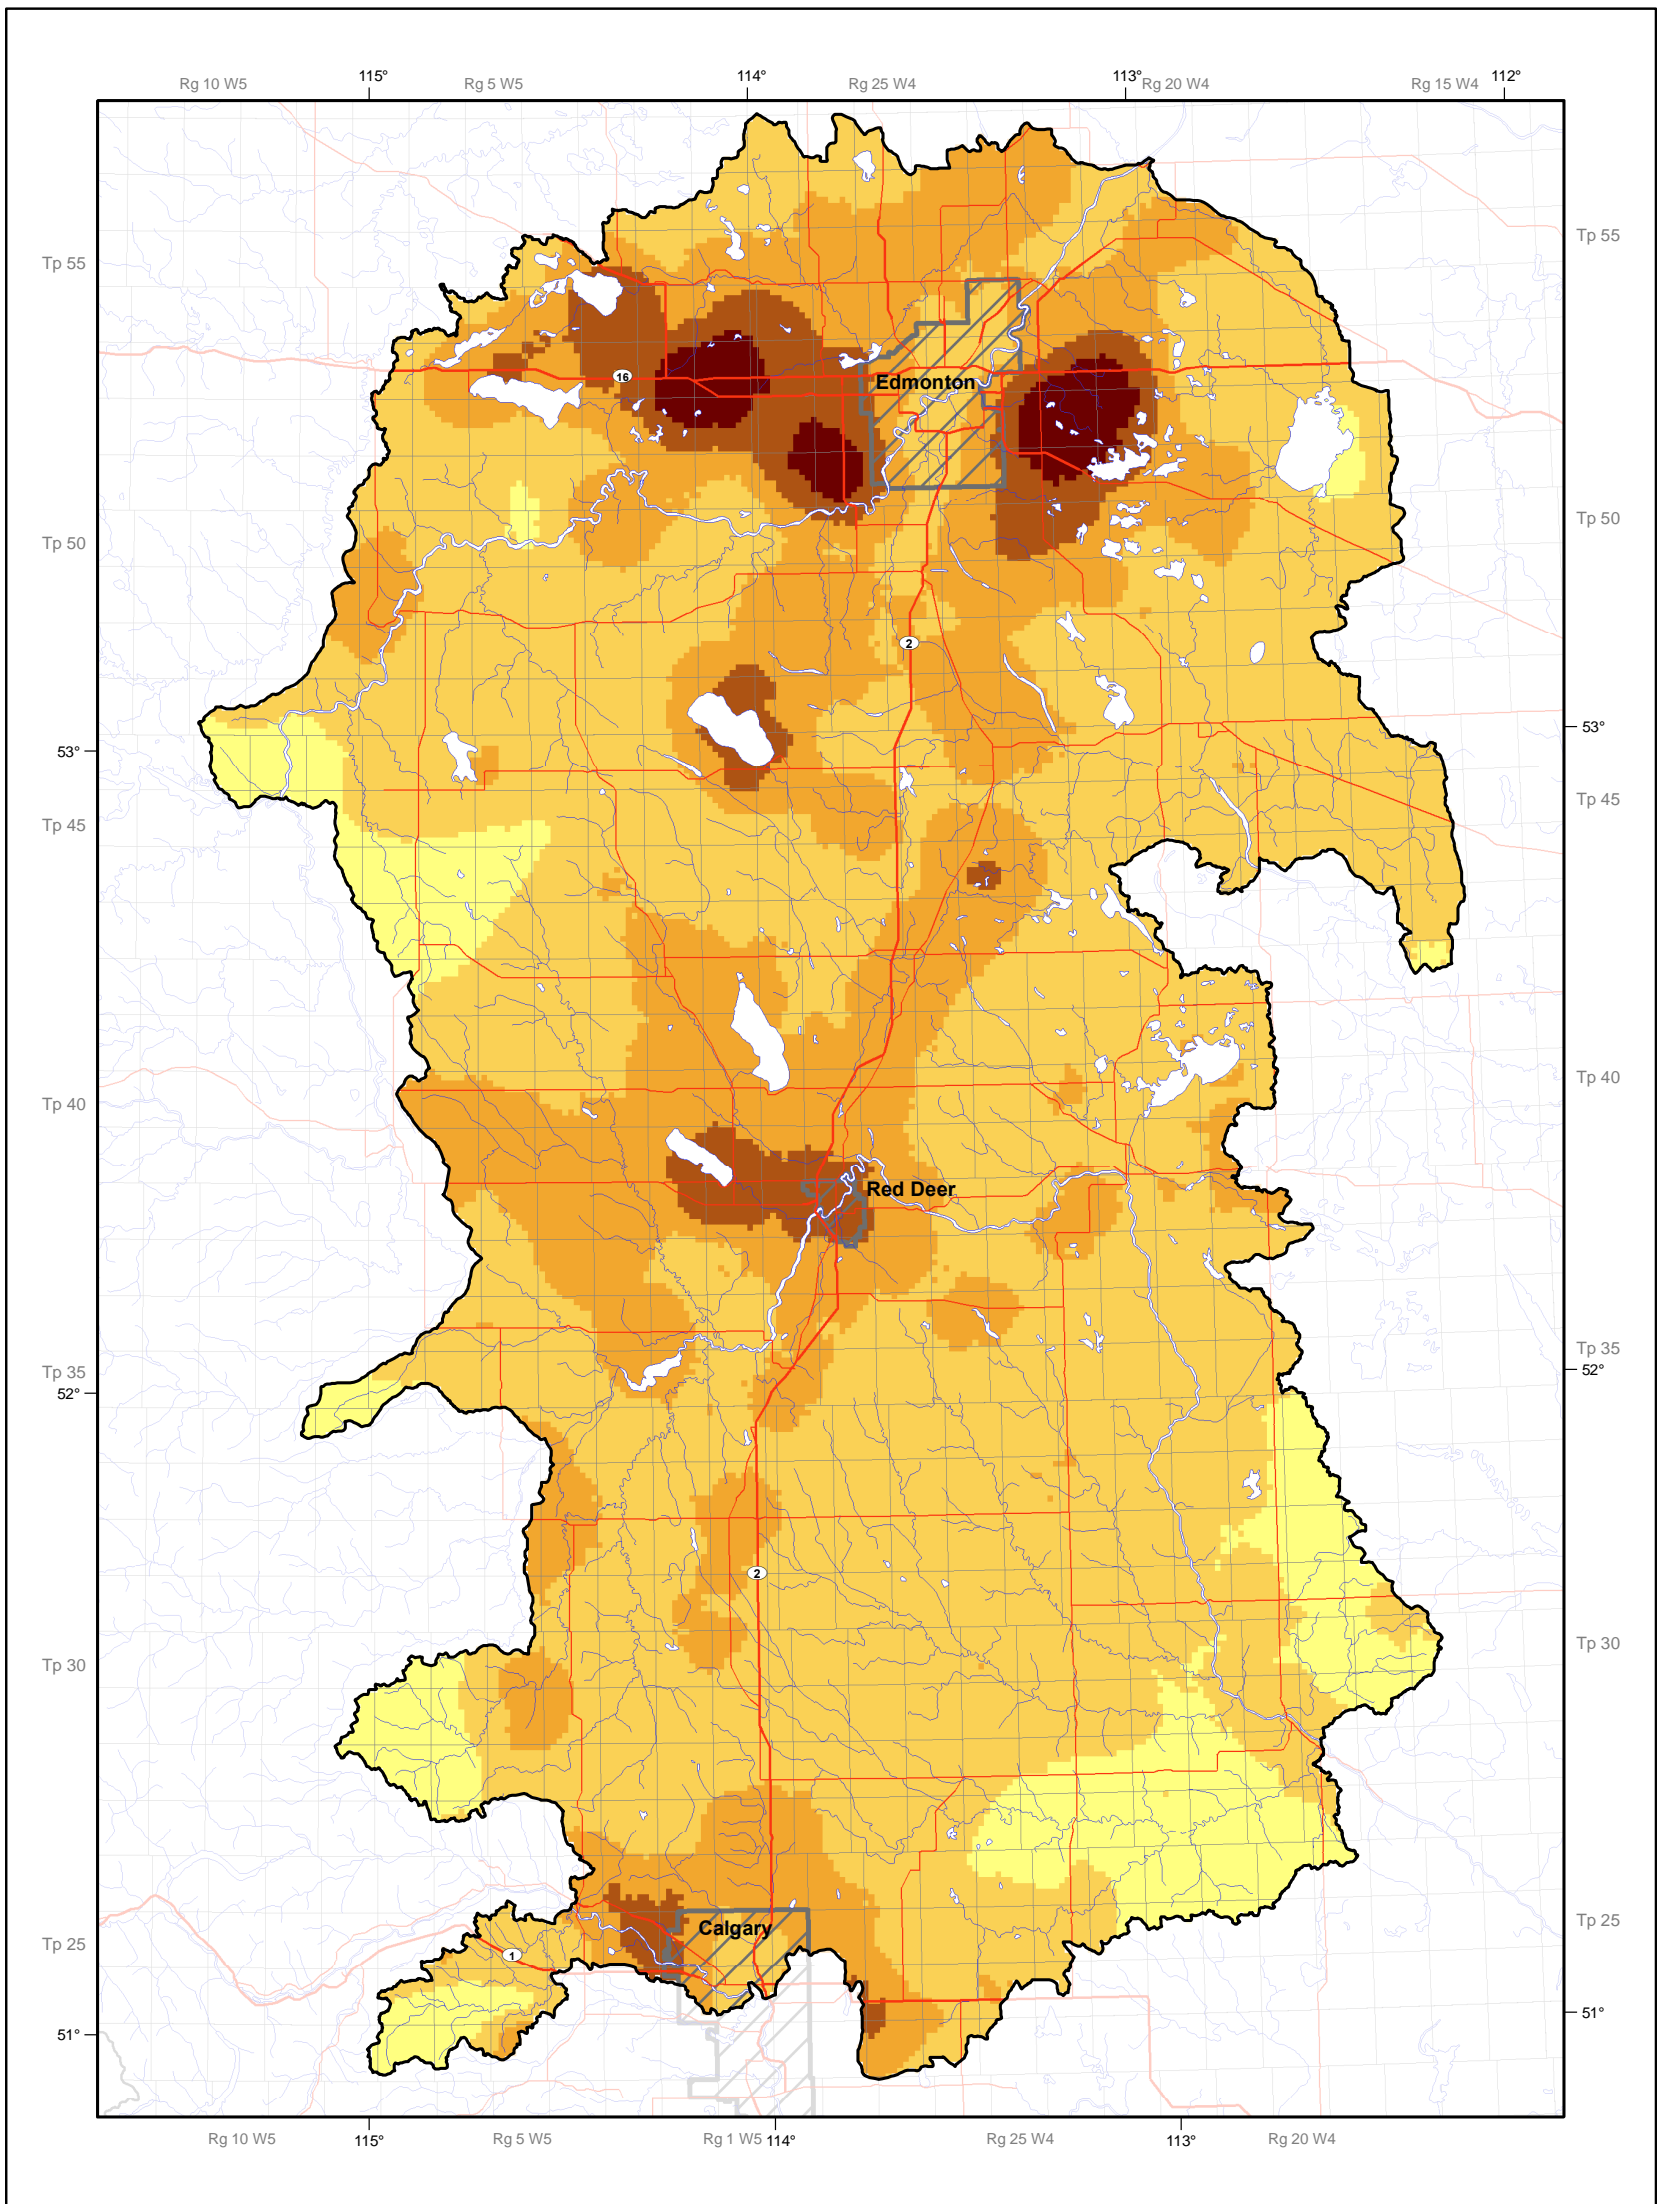 115° 114° 113° 112°
Rg 10 W5 Rg 5 W5 Rg 25 W4 Rg 20 W4 Rg 15 W4
Tp 55 Tp 55
16
Edmonton
Tp 50 Tp 50
2
53° 53°
Tp 45 Tp 45
Tp 40 Tp 40
Red Deer
Tp 35 Tp 35
52° 52°
2
Tp 30 Tp 30
Calgary
Tp 25 Tp 25
1
51° 51°
Rg 10 W5 115° Rg 5 W5 Rg 1 W5 114° Rg 25 W4 113° Rg 20 W4